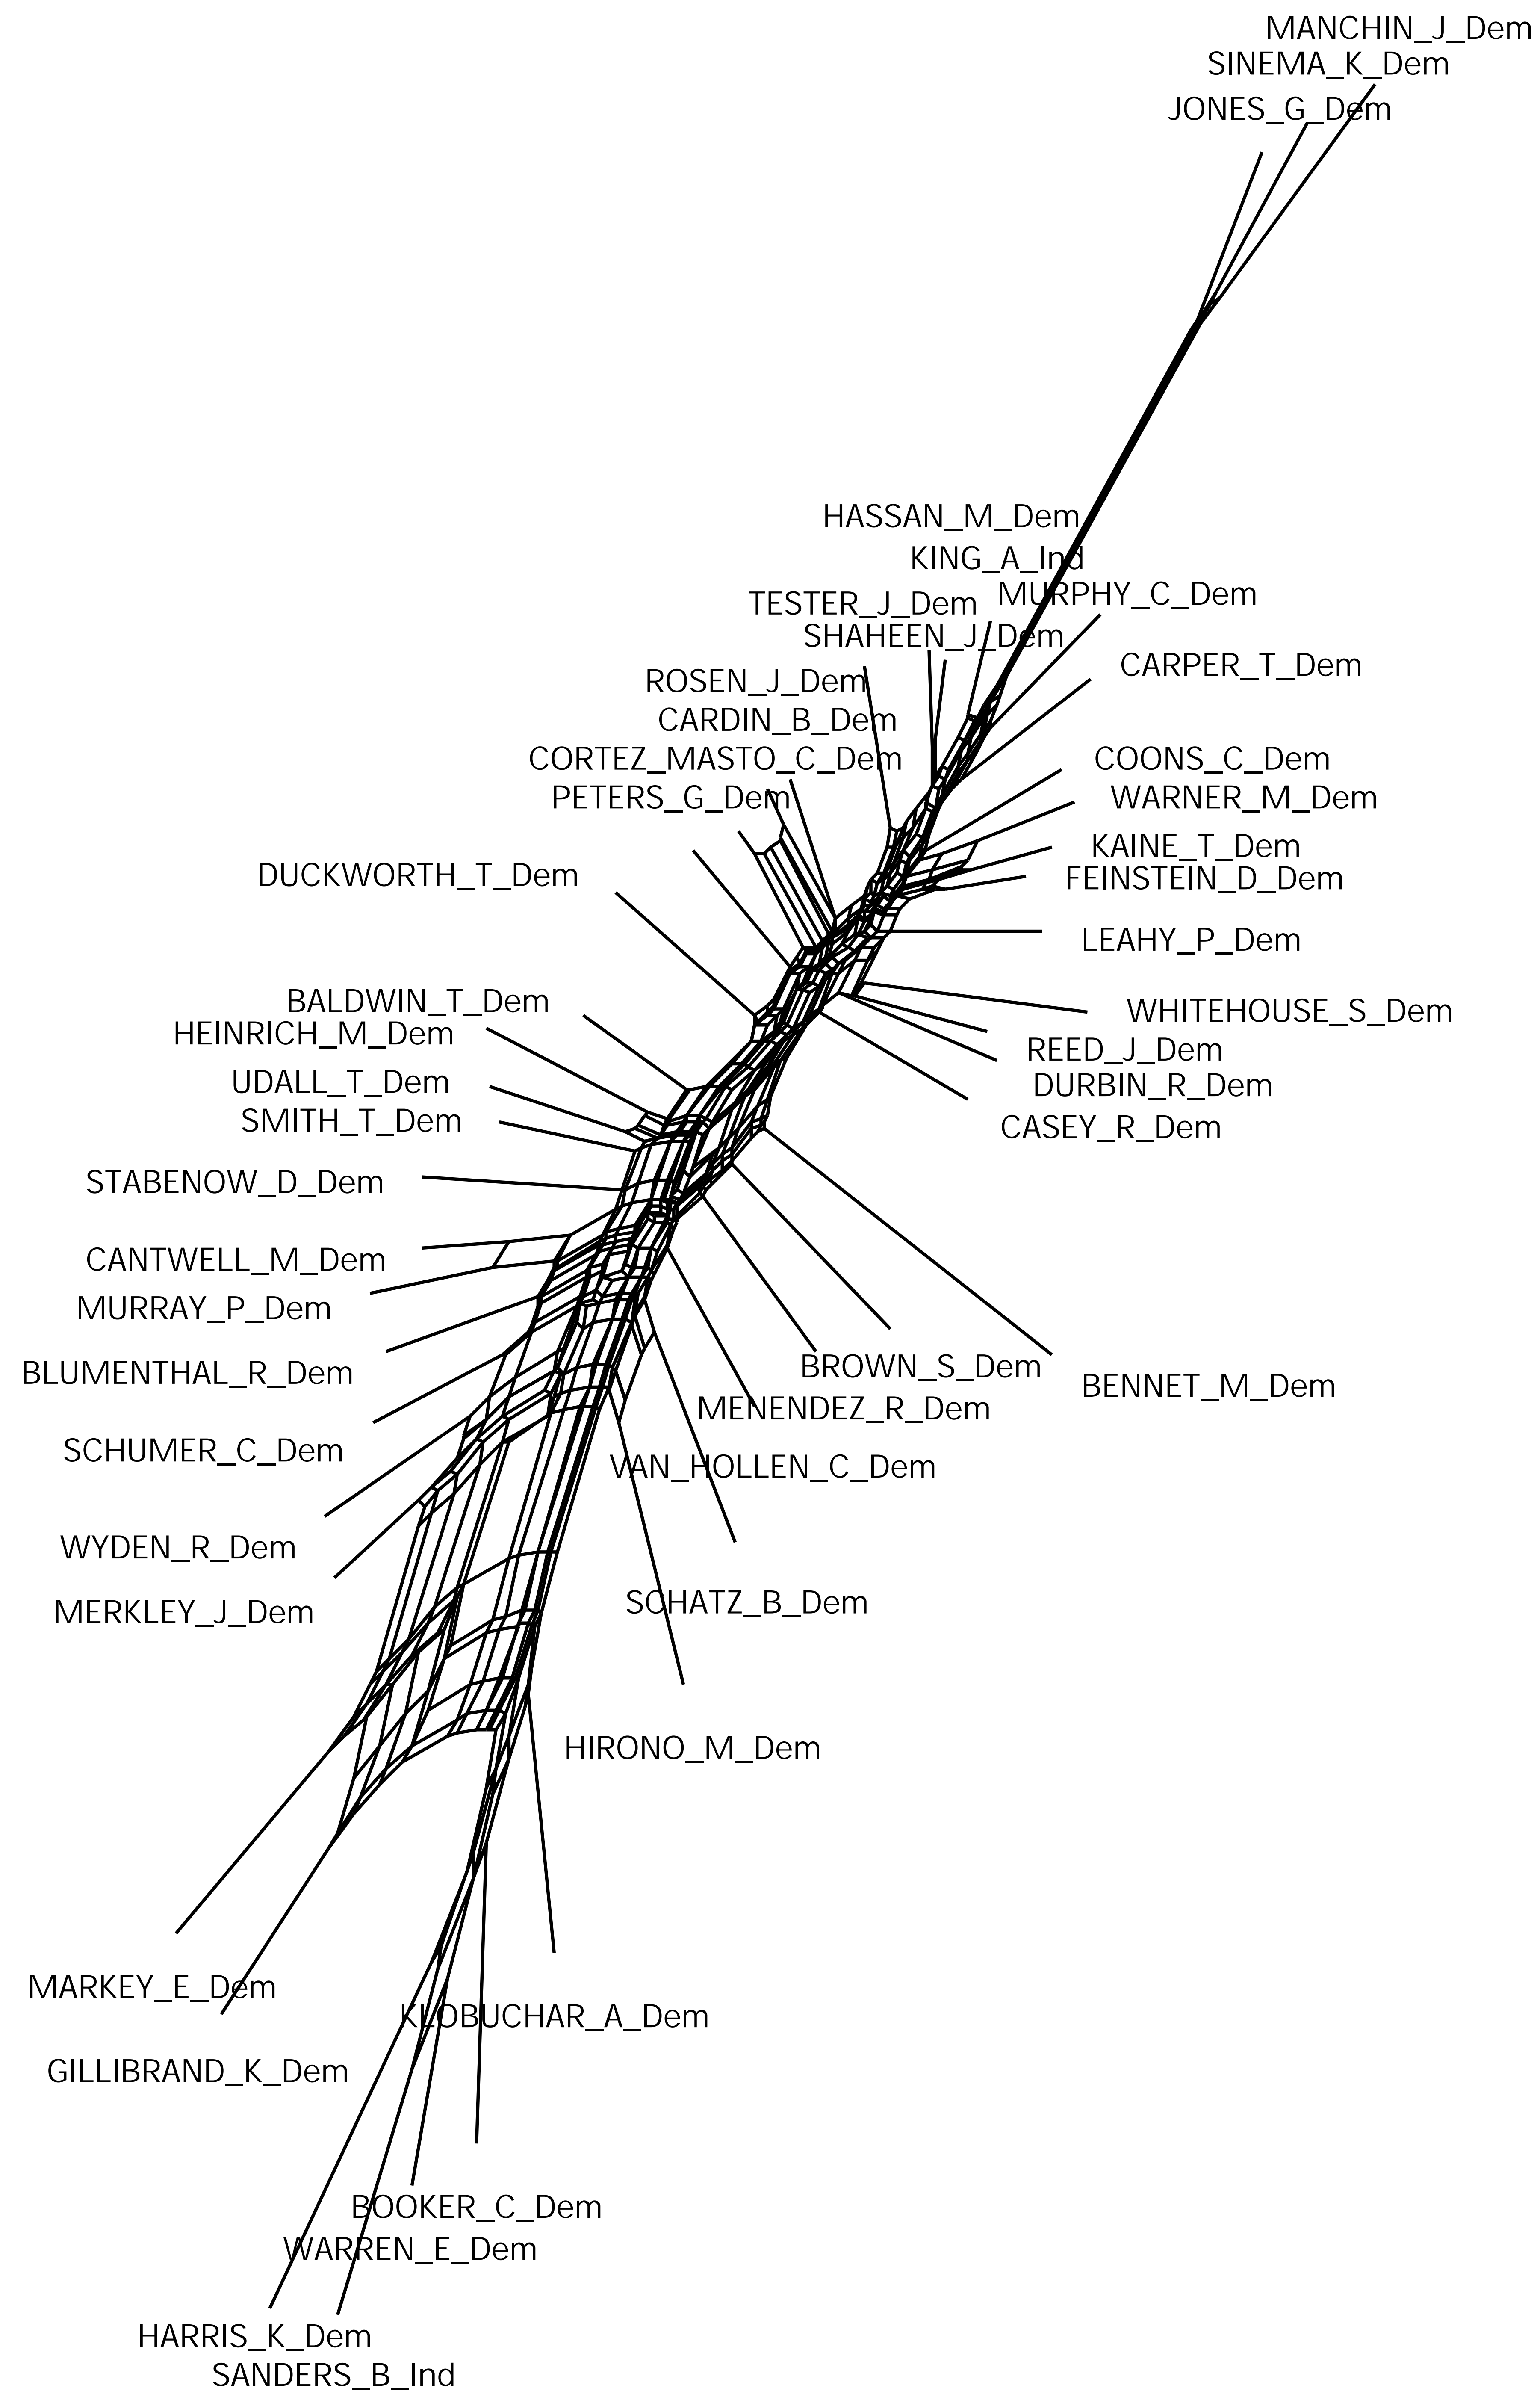 MANCHIN_J_Dem
SINEMA_K_Dem
JONES_G_Dem
HASSAN_M_Dem
KING_A_Ind
MURPHY_C_Dem
TESTER_J_Dem
SHAHEEN_J_Dem
CARPER_T_Dem
ROSEN_J_Dem
CARDIN_B_Dem
CORTEZ_MASTO_C_Dem
COONS_C_Dem
PETERS_G_Dem
WARNER_M_Dem
KAINE_T_Dem
DUCKWORTH_T_Dem
FEINSTEIN_D_Dem
LEAHY_P_Dem
BALDWIN_T_Dem
WHITEHOUSE_S_Dem
HEINRICH_M_Dem
REED_J_Dem
UDALL_T_Dem
DURBIN_R_Dem
SMITH_T_Dem
CASEY_R_Dem
STABENOW_D_Dem
CANTWELL_M_Dem
MURRAY_P_Dem
BROWN_S_Dem
BLUMENTHAL_R_Dem
BENNET_M_Dem
MENENDEZ_R_Dem
SCHUMER_C_Dem
VAN_HOLLEN_C_Dem
WYDEN_R_Dem
SCHATZ_B_Dem
MERKLEY_J_Dem
HIRONO_M_Dem
MARKEY_E_Dem
KLOBUCHAR_A_Dem
GILLIBRAND_K_Dem
BOOKER_C_Dem
WARREN_E_Dem
HARRIS_K_Dem
SANDERS_B_Ind